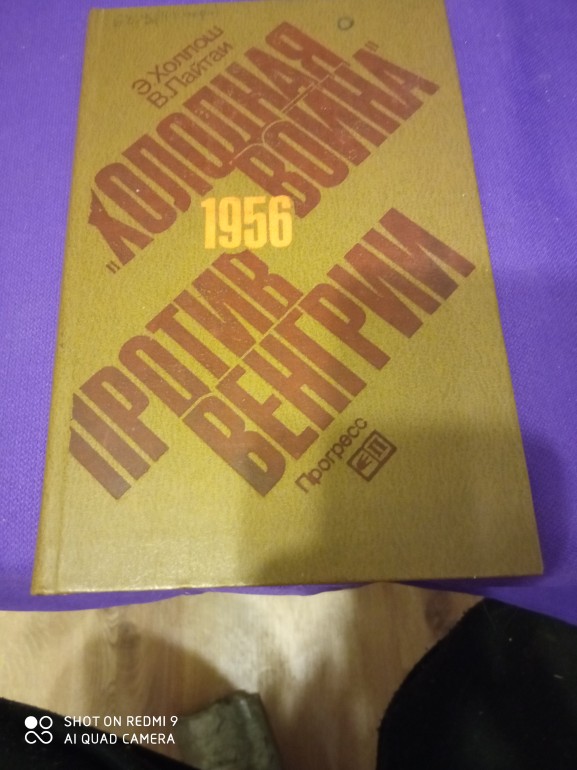 Э.Холлош
В.Лайтаи
"ХОЛОДНАЯ
ВОЙНА"
1956
ПРОТИВ
ВЕНГРИИ
Прогресс
SHOT ON REDMI 9
AI QUAD CAMERA